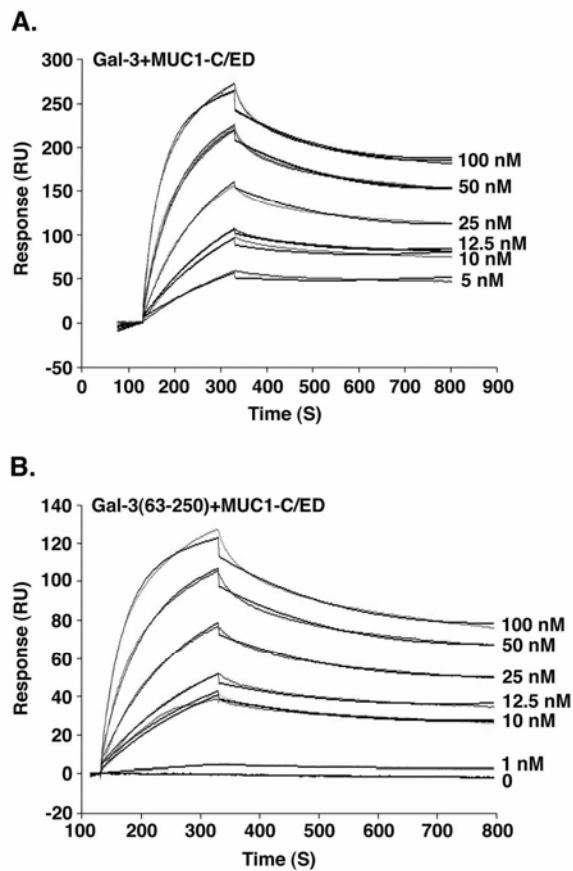 A.
Gal-3+MUC1-C/ED
300
250
200
150
100
50
0
-50
Response (RU)
100 nM
50 nM
25 nM
12.5 nM
10 nM
5 nM
0 100 200 300 400 500 600 700 800 900
Time (S)
B.
Gal-3(63-250)+MUC1-C/ED
140
120
100
80
60
40
20
0
-20
Response (RU)
100 nM
50 nM
25 nM
12.5 nM
10 nM
1 nM
0
100 200 300 400 500 600 700 800
Time (S)